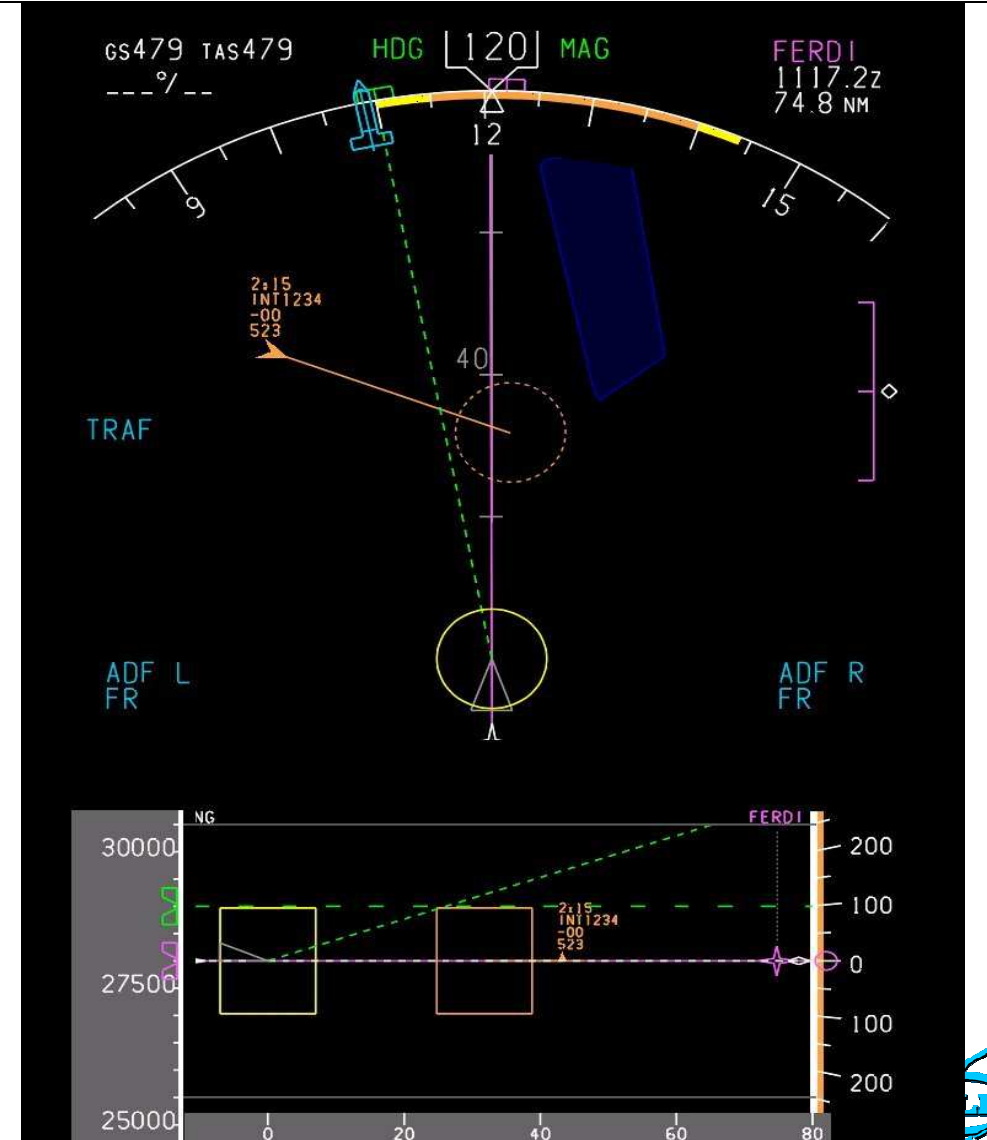 GS479 TAS479
---°/--
HDG 120 MAG
FERDI
1117.2Z
74.8 NM
12
9
15
2:15
INT1234
-00
523
40
TRAF
ADF L
FR
ADF R
FR
NG
FERDI
30000
27500
25000
2:15
INT1234
-00
523
200
100
0
100
200
0
20
40
60
80